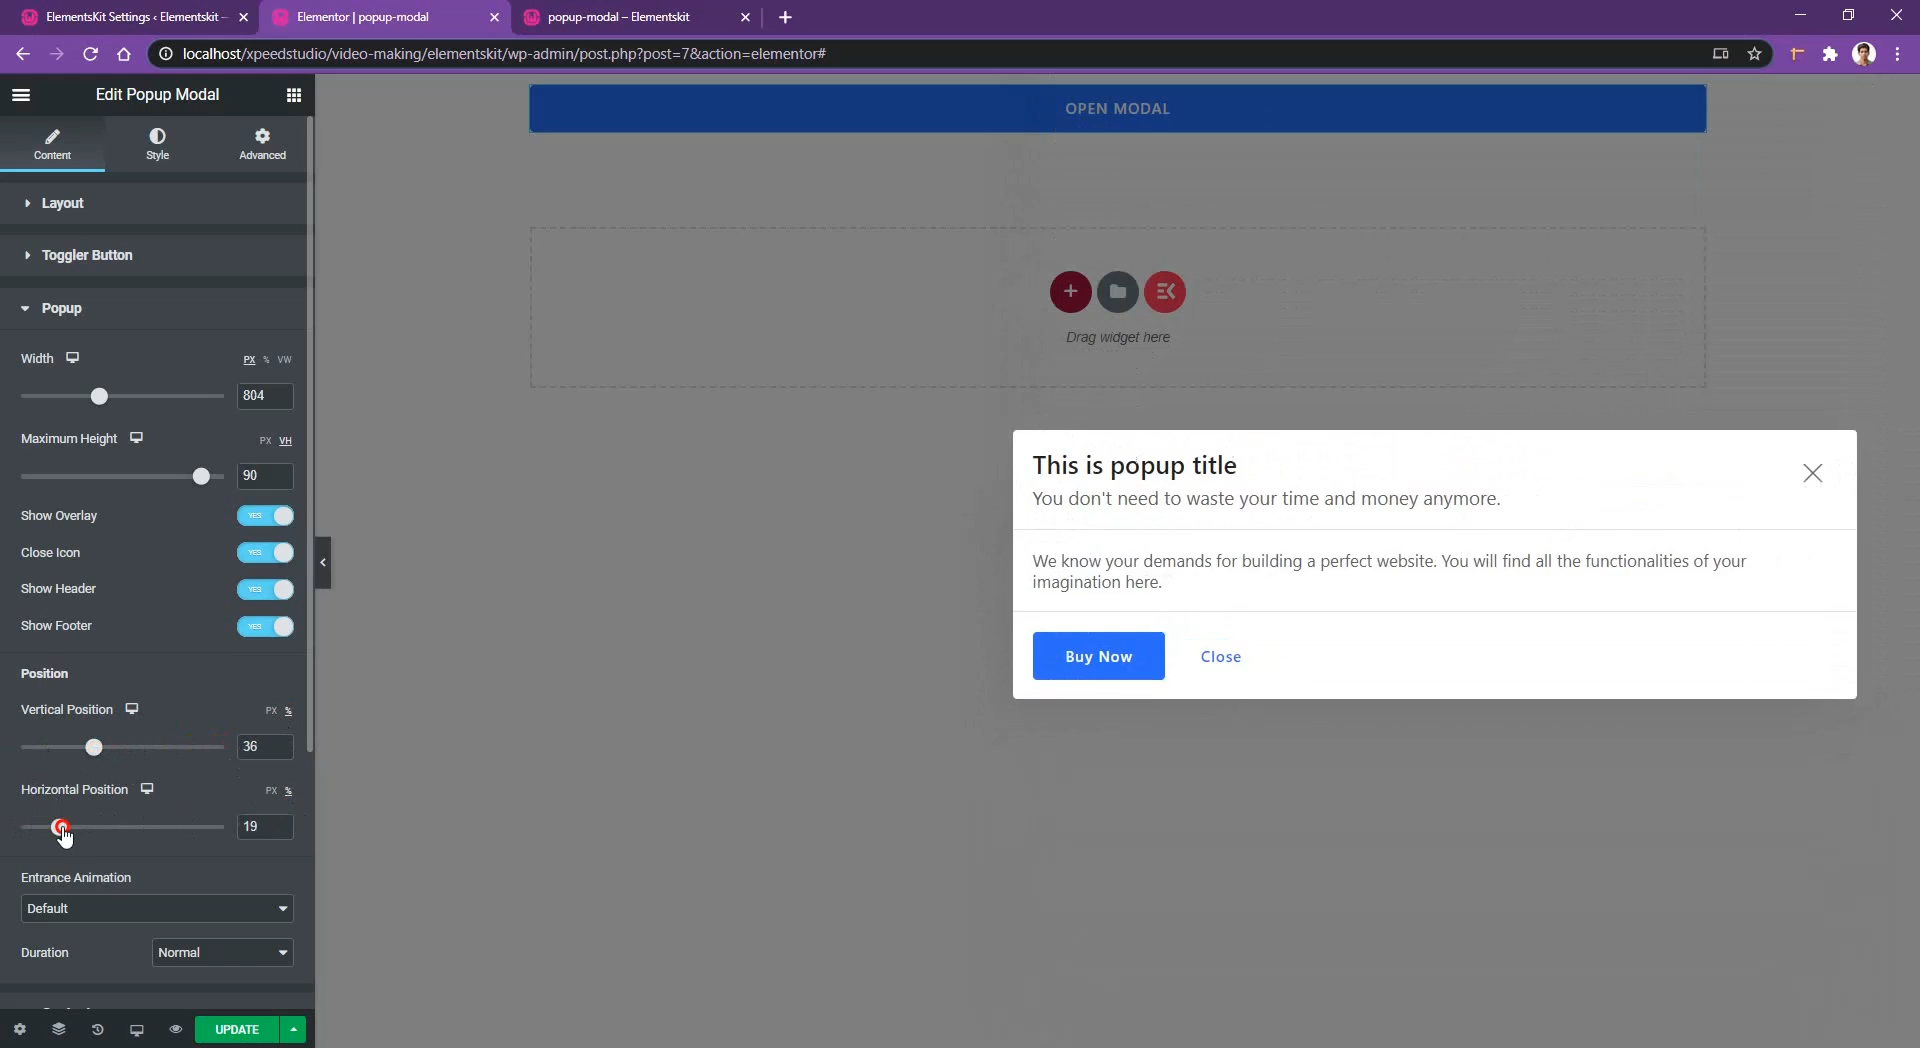 ElementsKit Settings ‹ Elementskit –
Elementor | popup-modal
popup-modal – Elementskit
localhost/xpeedstudio/video-making/elementskit/wp-admin/post.php?post=7&action=elementor#
Edit Popup Modal
Content
Style
Advanced
Layout
Toggler Button
Popup
Width
PX % VW
804
Maximum Height
PX VH
90
Show Overlay
YES
Close Icon
YES
Show Header
YES
Show Footer
YES
Position
Vertical Position
PX %
36
Horizontal Position
PX %
19
Entrance Animation
Default
Duration
Normal
UPDATE
OPEN MODAL
Drag widget here
This is popup title
You don't need to waste your time and money anymore.
We know your demands for building a perfect website. You will find all the functionalities of your
imagination here.
Buy Now
Close